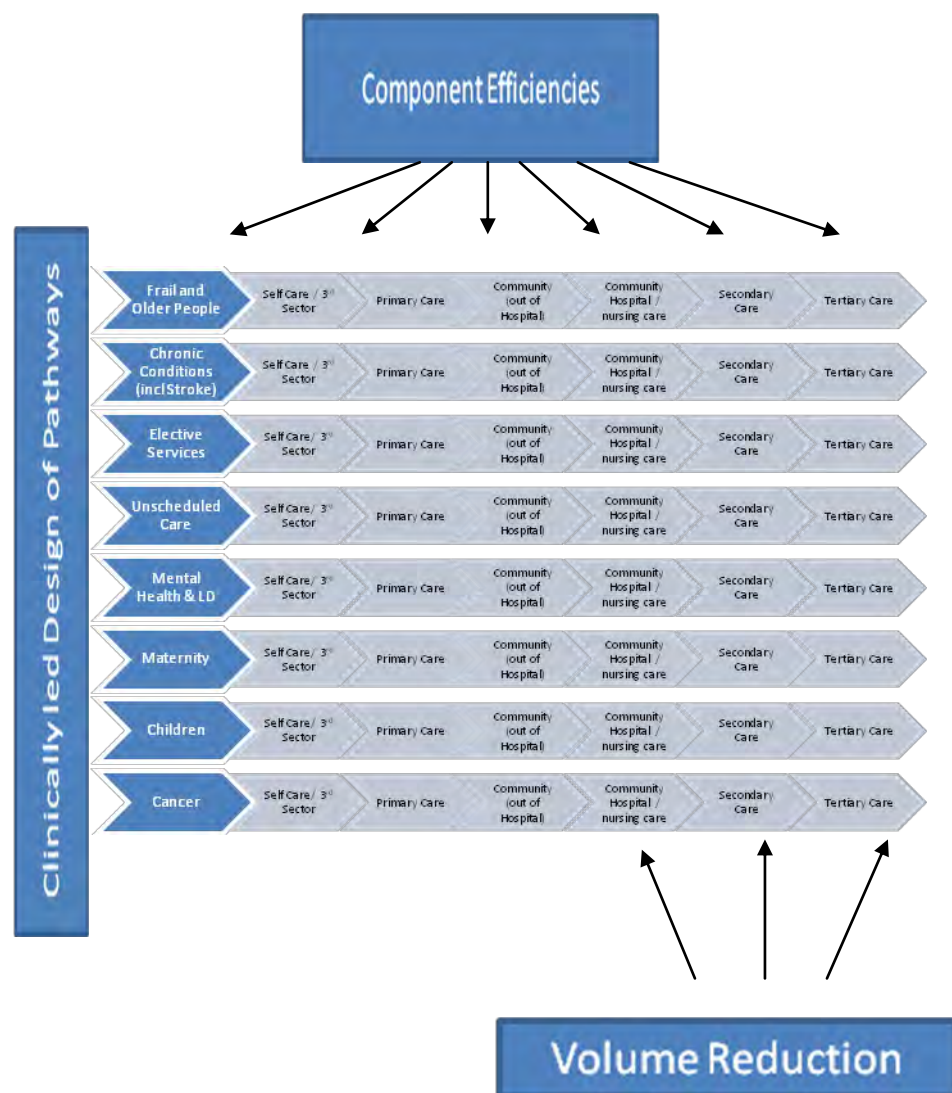 Component Efficiencies
Clinically led Design of Pathways
Frail and
Older People
Self Care / 3rd
Sector
Primary Care
Community
(out of
Hospital)
Community
Hospital /
nursing care
Secondary
Care
Tertiary Care
Chronic
Conditions
(incl Stroke)
Self Care / 3rd
Sector
Primary Care
Community
(out of
Hospital)
Community
Hospital /
nursing care
Secondary
Care
Tertiary Care
Elective
Services
Self Care / 3rd
Sector
Primary Care
Community
(out of
Hospital)
Community
Hospital /
nursing care
Secondary
Care
Tertiary Care
Unscheduled
Care
Self Care / 3rd
Sector
Primary Care
Community
(out of
Hospital)
Community
Hospital /
nursing care
Secondary
Care
Tertiary Care
Mental
Health & LD
Self Care / 3rd
Sector
Primary Care
Community
(out of
Hospital)
Community
Hospital /
nursing care
Secondary
Care
Tertiary Care
Maternity
Self Care / 3rd
Sector
Primary Care
Community
(out of
Hospital)
Community
Hospital /
nursing care
Secondary
Care
Tertiary Care
Children
Self Care / 3rd
Sector
Primary Care
Community
(out of
Hospital)
Community
Hospital /
nursing care
Secondary
Care
Tertiary Care
Cancer
Self Care / 3rd
Sector
Primary Care
Community
(out of
Hospital)
Community
Hospital /
nursing care
Secondary
Care
Tertiary Care
Volume Reduction